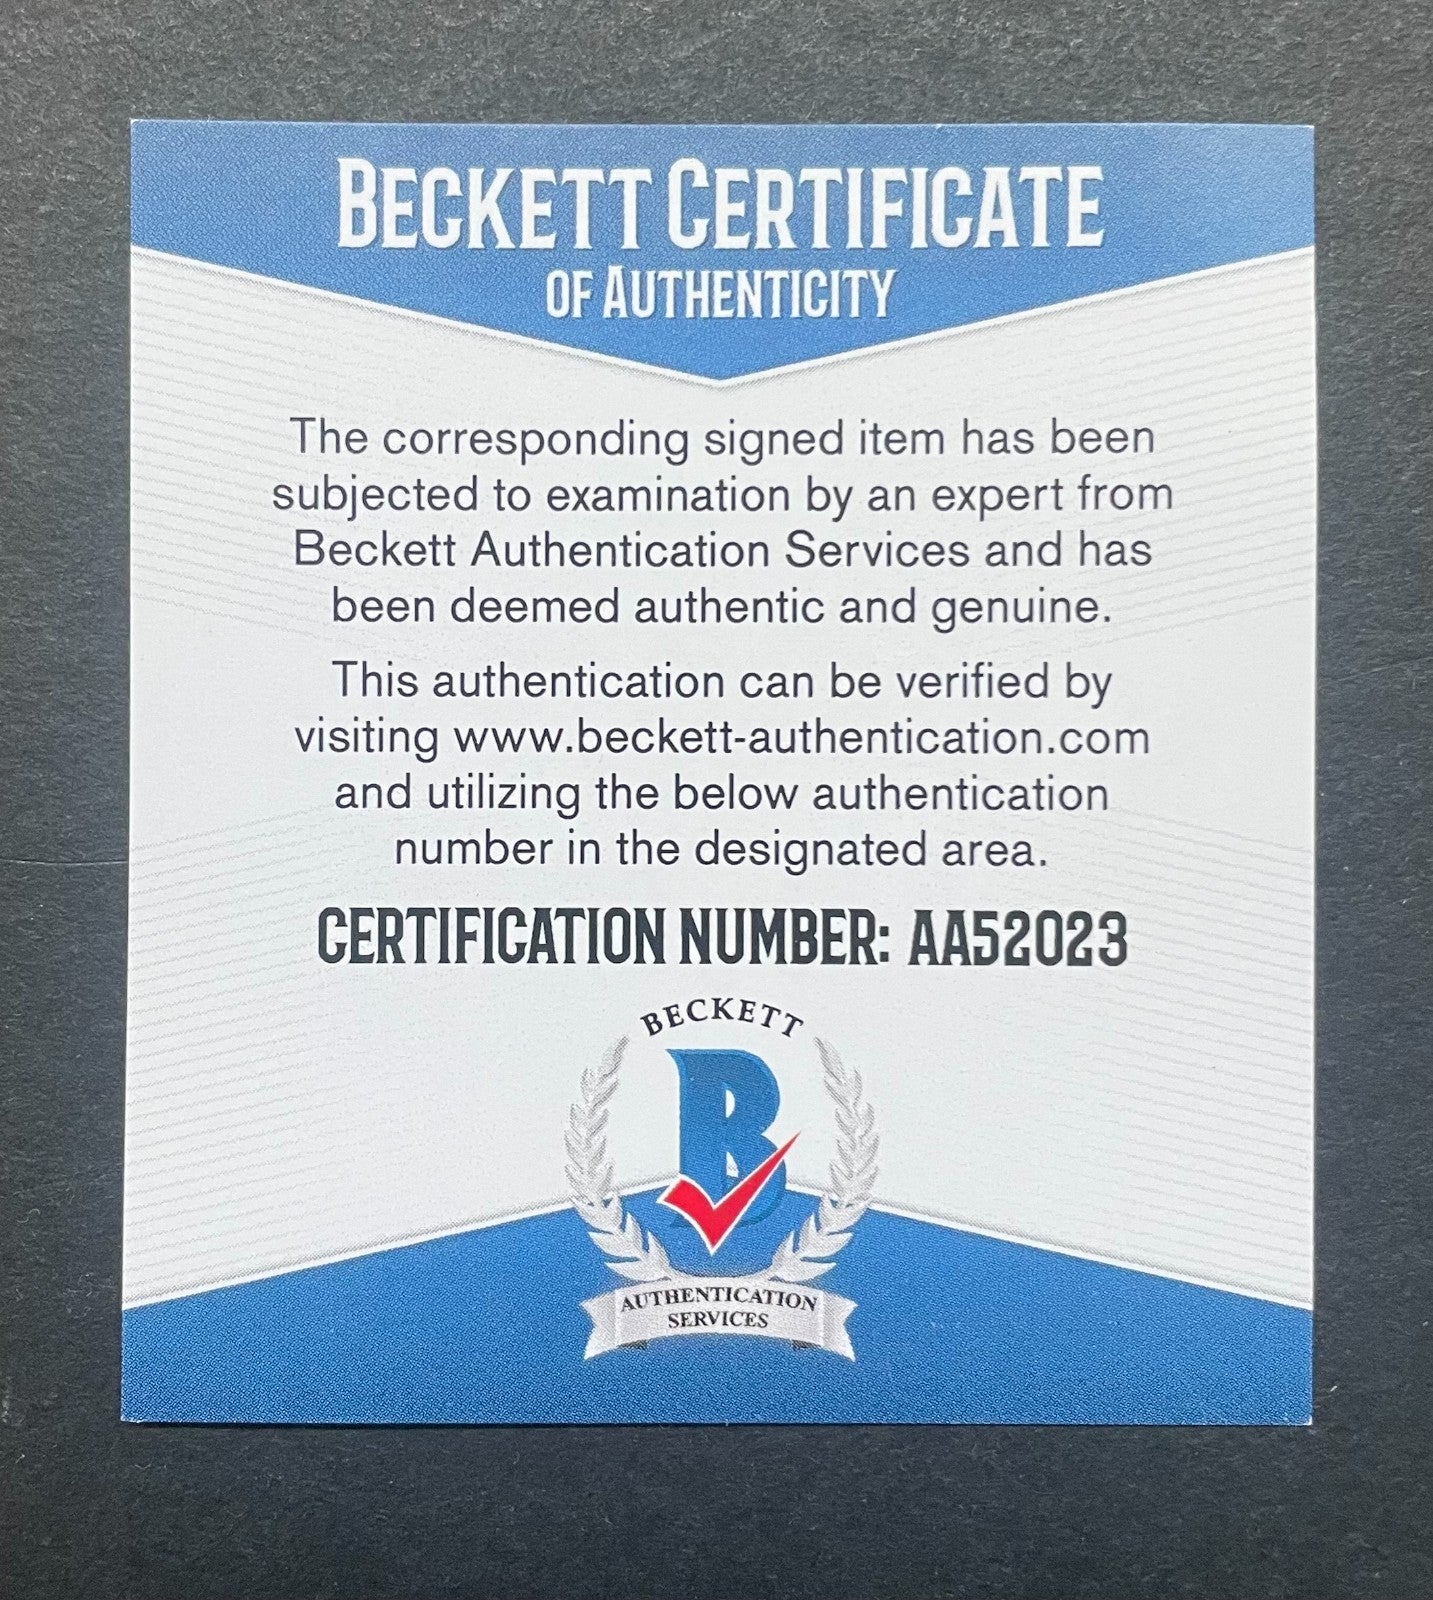 BECKETT CERTIFICATE
OF AUTHENTICITY
The corresponding signed item has been
subjected to examination by an expert from
Beckett Authentication Services and has
been deemed authentic and genuine.
This authentication can be verified by
visiting www.beckett-authentication.com
and utilizing the below authentication
number in the designated area.
CERTIFICATION NUMBER: AA52023
BECKETT
B
AUTHENTICATION
SERVICES